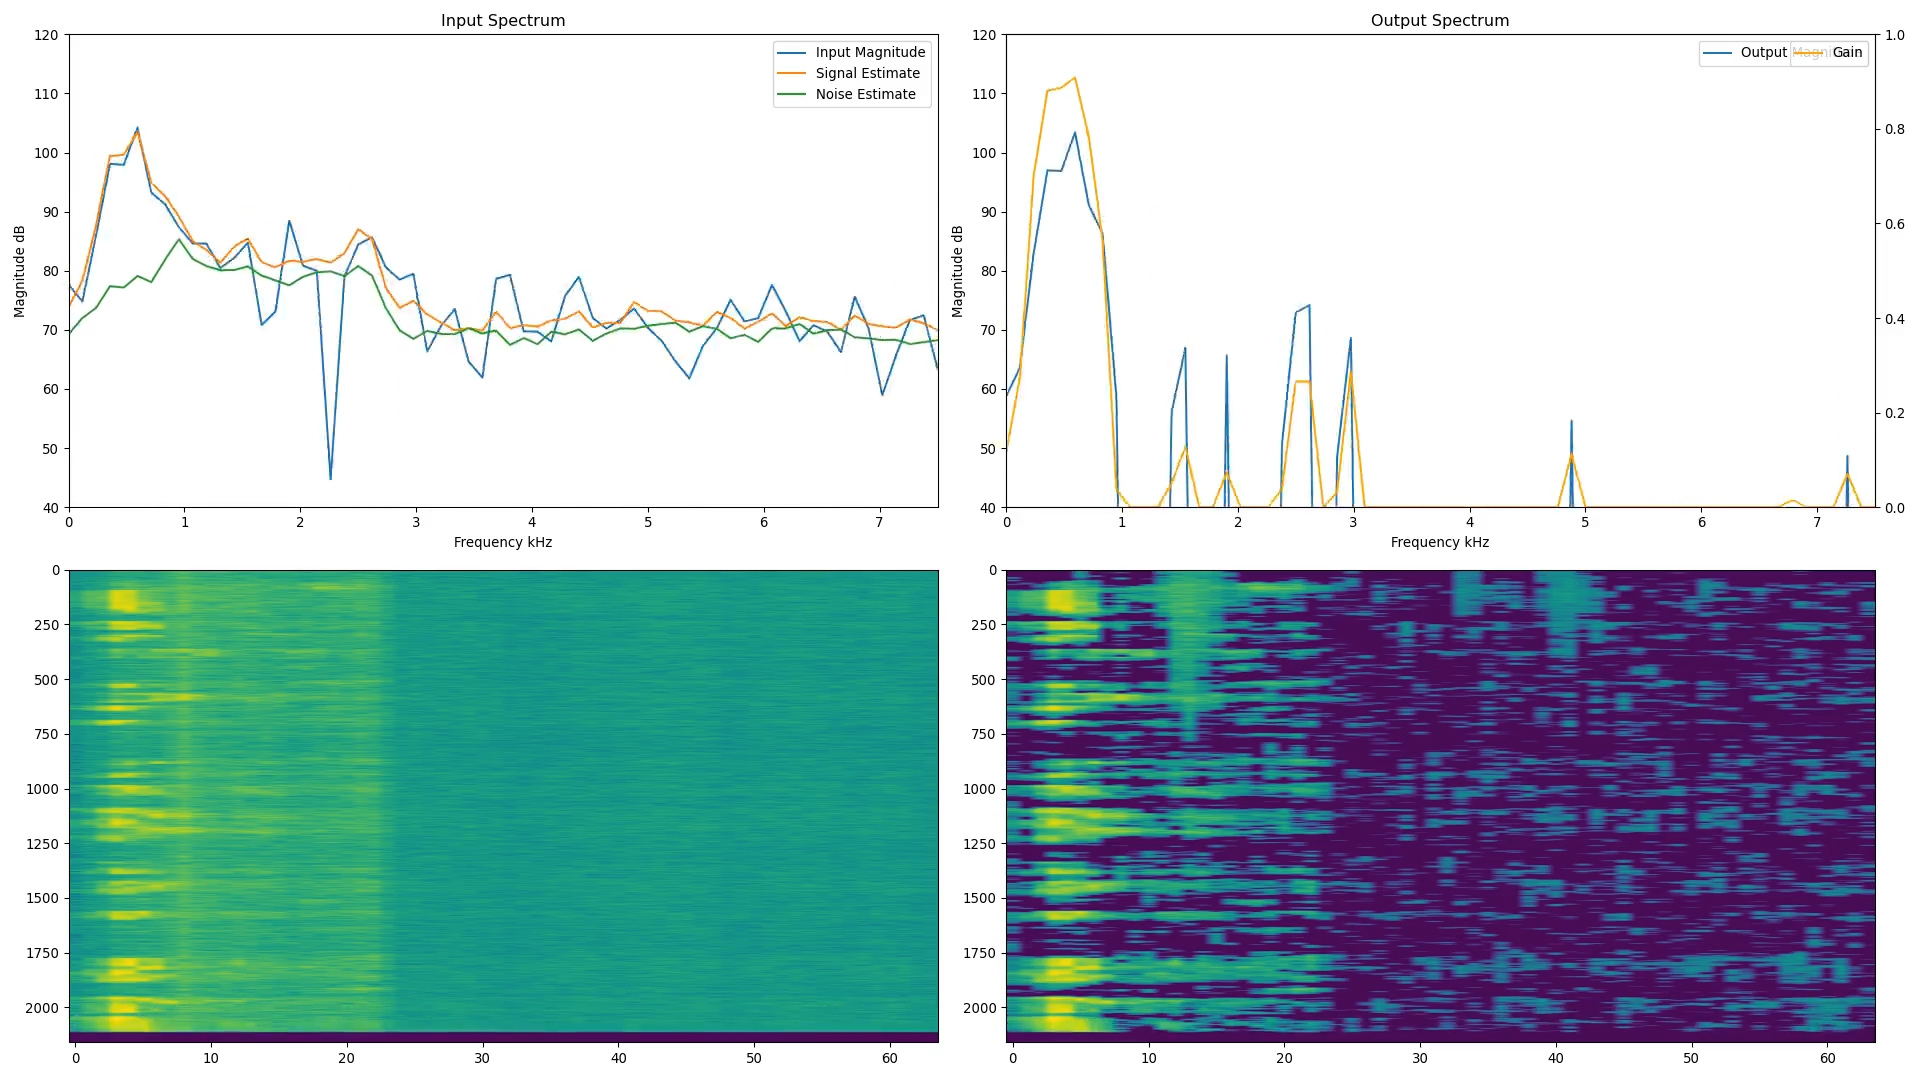 Input Spectrum
Input Magnitude
Signal Estimate
Noise Estimate
Magnitude dB
120
110
100
90
80
70
60
50
40
0 1 2 3 4 5 6 7
Frequency kHz
Output Spectrum
Output Magnitude
Gain
Magnitude dB
120
110
100
90
80
70
60
50
40
1.0
0.8
0.6
0.4
0.2
0.0
0 1 2 3 4 5 6 7
Frequency kHz
0
250
500
750
1000
1250
1500
1750
2000
0 10 20 30 40 50 60
0
250
500
750
1000
1250
1500
1750
2000
0 10 20 30 40 50 60